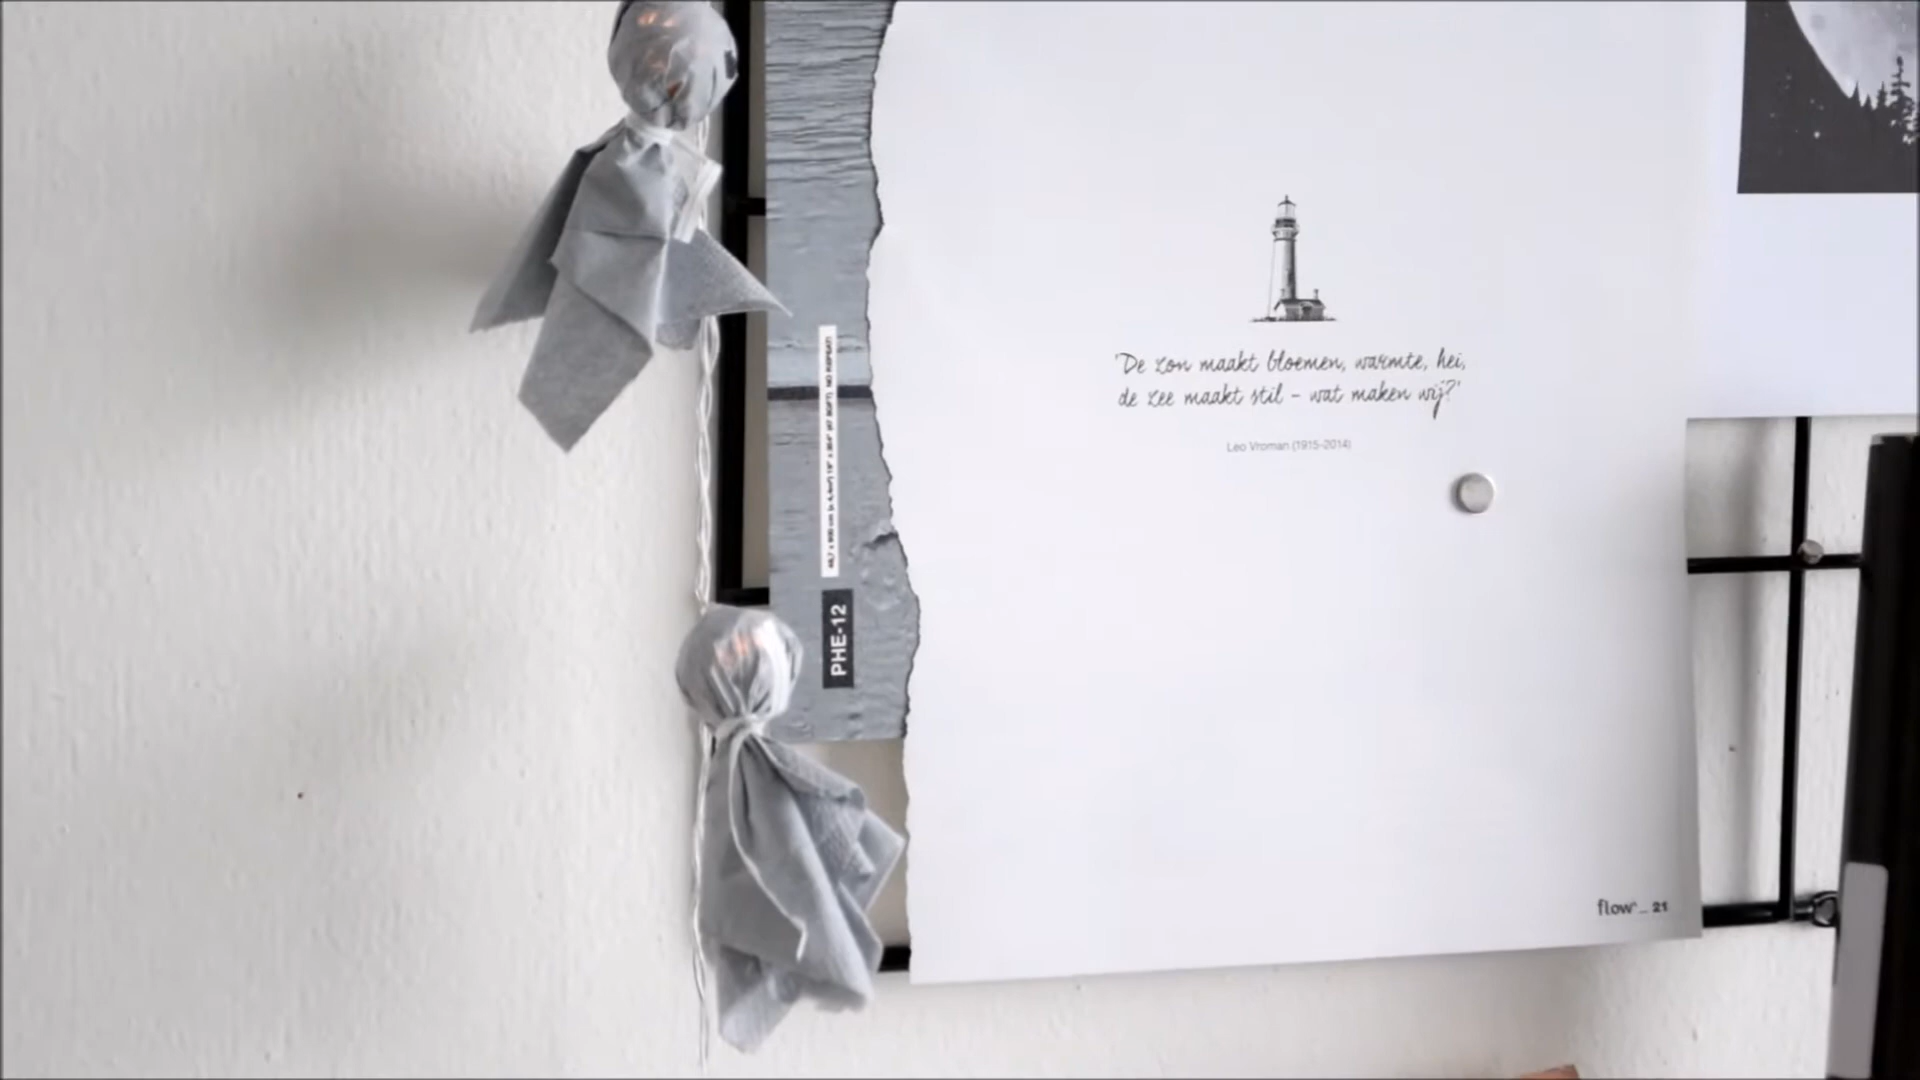 'De zon maakt bloemen, warmte, hei,
de zee maakt stil – wat maken wij?'
Leo Vroman (1915-2014)
PHE-12
flow_ 21